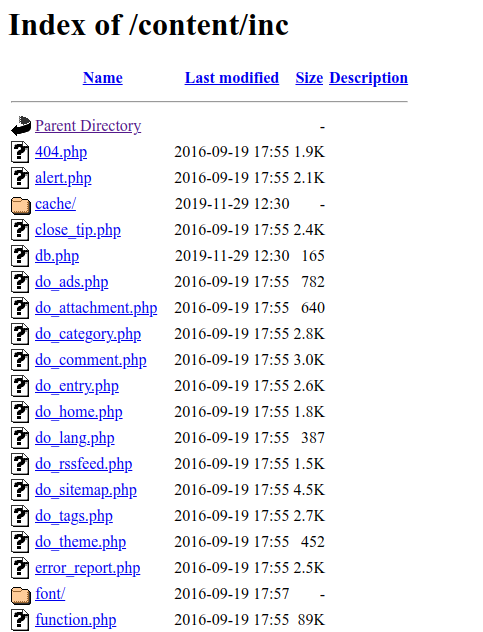 Index of /content/inc
Name Last modified Size Description
Parent Directory -
404.php 2016-09-19 17:55 1.9K
alert.php 2016-09-19 17:55 2.1K
cache/ 2019-11-29 12:30 -
close_tip.php 2016-09-19 17:55 2.4K
db.php 2019-11-29 12:30 165
do_ads.php 2016-09-19 17:55 782
do_attachment.php 2016-09-19 17:55 640
do_category.php 2016-09-19 17:55 2.8K
do_comment.php 2016-09-19 17:55 3.0K
do_entry.php 2016-09-19 17:55 2.6K
do_home.php 2016-09-19 17:55 1.8K
do_lang.php 2016-09-19 17:55 387
do_rssfeed.php 2016-09-19 17:55 1.5K
do_sitemap.php 2016-09-19 17:55 4.5K
do_tags.php 2016-09-19 17:55 2.7K
do_theme.php 2016-09-19 17:55 452
error_report.php 2016-09-19 17:55 2.5K
font/ 2016-09-19 17:57 -
function.php 2016-09-19 17:55 89K